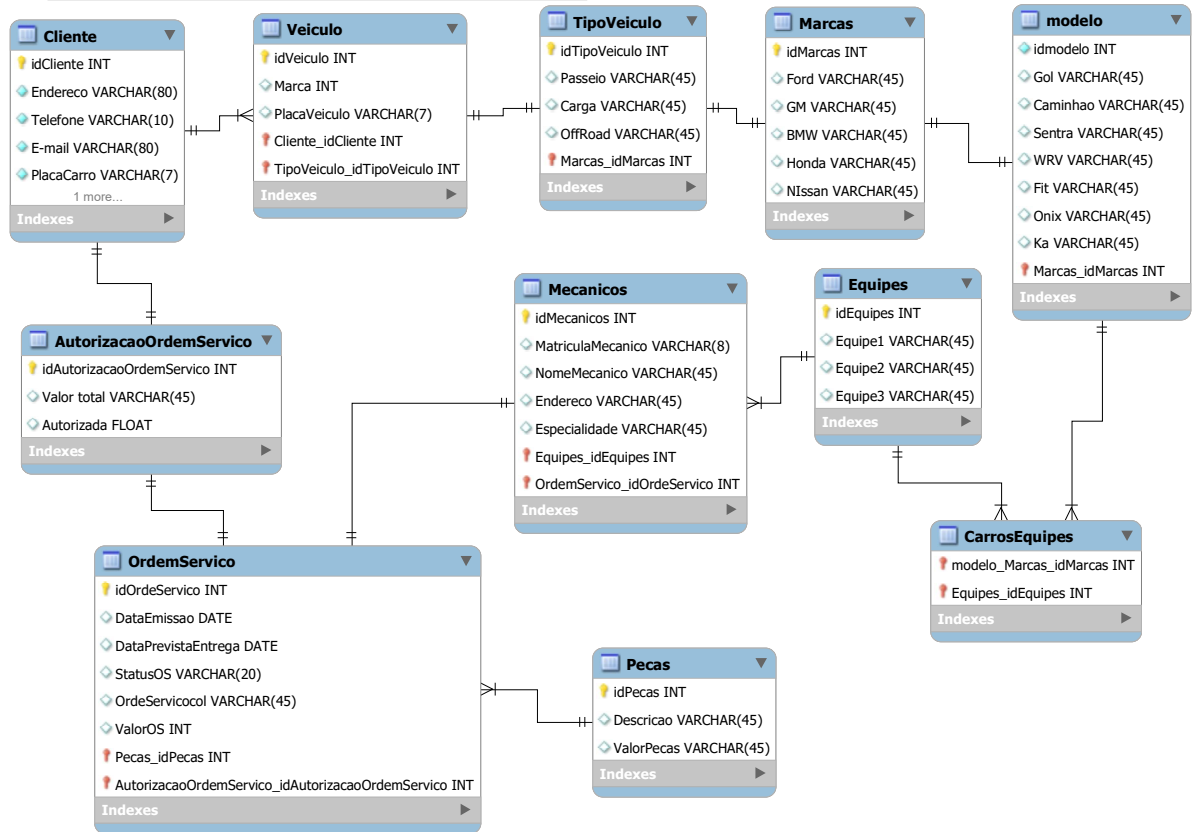 Cliente
idCliente INT
Endereco VARCHAR(80)
Telefone VARCHAR(10)
E-mail VARCHAR(80)
PlacaCarro VARCHAR(7)
1 more...
Indexes
Veiculo
idVeiculo INT
Marca INT
PlacaVeiculo VARCHAR(7)
Cliente_idCliente INT
TipoVeiculo_idTipoVeiculo INT
Indexes
TipoVeiculo
idTipoVeiculo INT
Passeio VARCHAR(45)
Carga VARCHAR(45)
OffRoad VARCHAR(45)
Marcas_idMarcas INT
Indexes
Marcas
idMarcas INT
Ford VARCHAR(45)
GM VARCHAR(45)
BMW VARCHAR(45)
Honda VARCHAR(45)
NIssan VARCHAR(45)
Indexes
modelo
idmodelo INT
Gol VARCHAR(45)
Caminhao VARCHAR(45)
Sentra VARCHAR(45)
WRV VARCHAR(45)
Fit VARCHAR(45)
Onix VARCHAR(45)
Ka VARCHAR(45)
Marcas_idMarcas INT
Indexes
AutorizacaoOrdemServico
idAutorizacaoOrdemServico INT
Valor total VARCHAR(45)
Autorizada FLOAT
Indexes
Mecanicos
idMecanicos INT
MatriculaMecanico VARCHAR(8)
NomeMecanico VARCHAR(45)
Endereco VARCHAR(45)
Especialidade VARCHAR(45)
Equipes_idEquipes INT
OrdemServico_idOrdeServico INT
Indexes
Equipes
idEquipes INT
Equipe1 VARCHAR(45)
Equipe2 VARCHAR(45)
Equipe3 VARCHAR(45)
Indexes
CarrosEquipes
modelo_Marcas_idMarcas INT
Equipes_idEquipes INT
Indexes
OrdemServico
idOrdeServico INT
DataEmissao DATE
DataPrevistaEntrega DATE
StatusOS VARCHAR(20)
OrdeServicocol VARCHAR(45)
ValorOS INT
Pecas_idPecas INT
AutorizacaoOrdemServico_idAutorizacaoOrdemServico INT
Indexes
Pecas
idPecas INT
Descricao VARCHAR(45)
ValorPecas VARCHAR(45)
Indexes